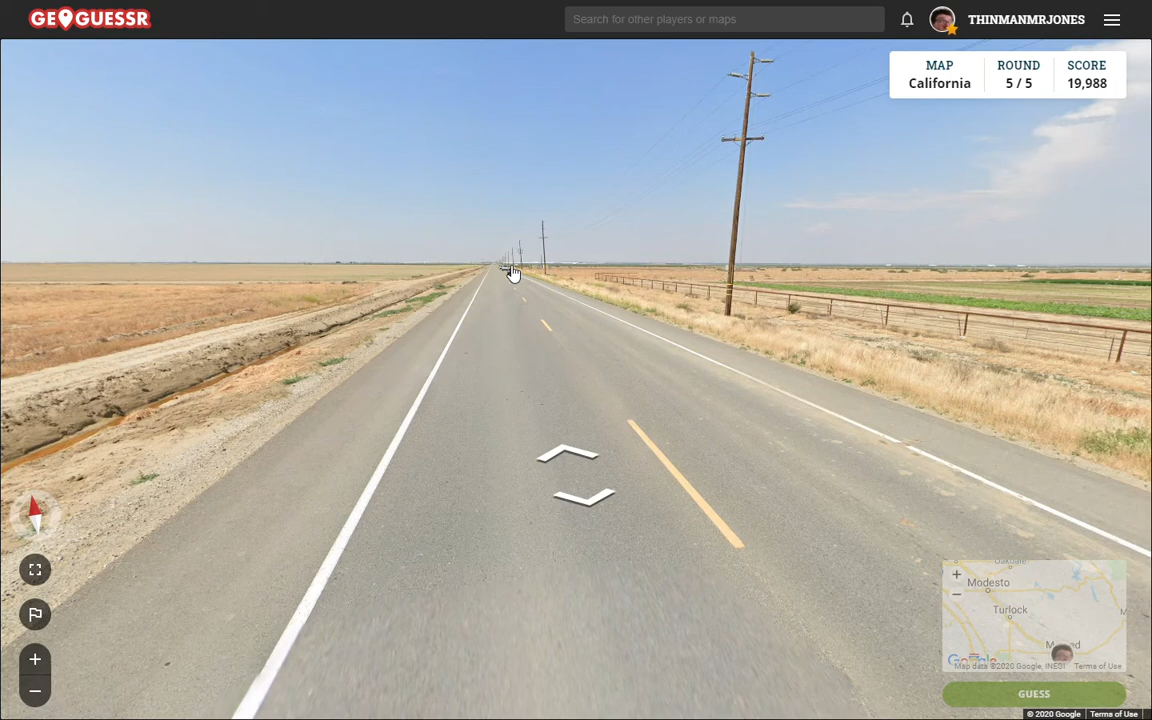 GEOGUESSR
Search for other players or maps
THINMANMRJONES
MAP
California
ROUND
5 / 5
SCORE
19,988
Modesto
Turlock
Google
Map data ©2020 Google, INEGI
Terms of Use
GUESS
© 2020 Google
Terms of Use